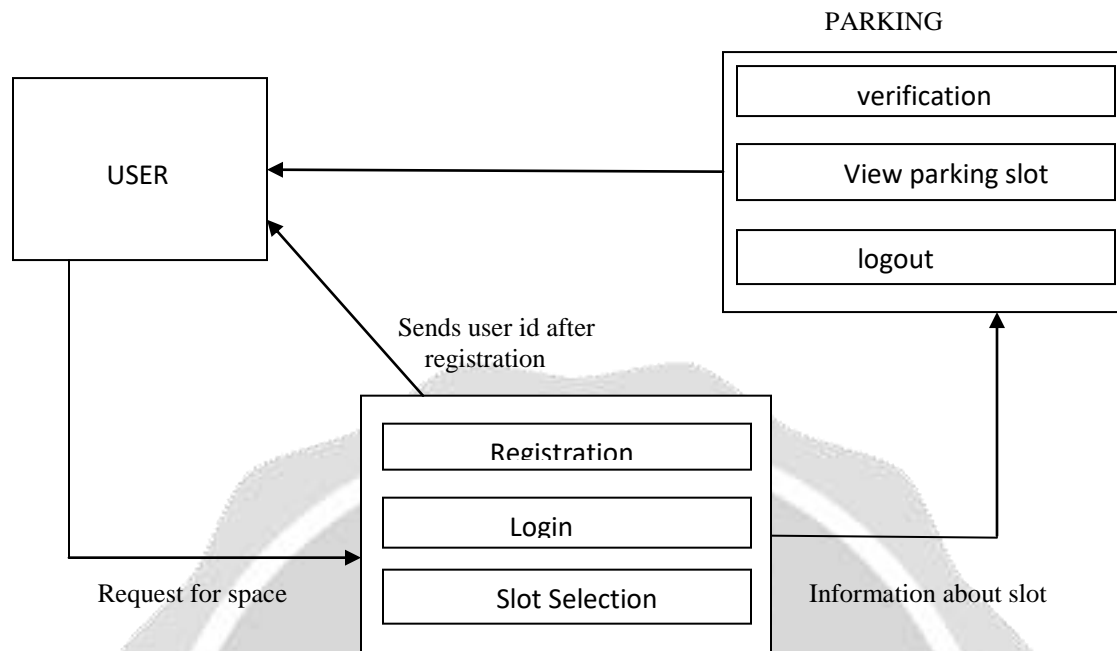 PARKING
verification
USER
View parking slot
logout
Sends user id after
registration
Registration
Login
Slot Selection
Request for space
Information about slot